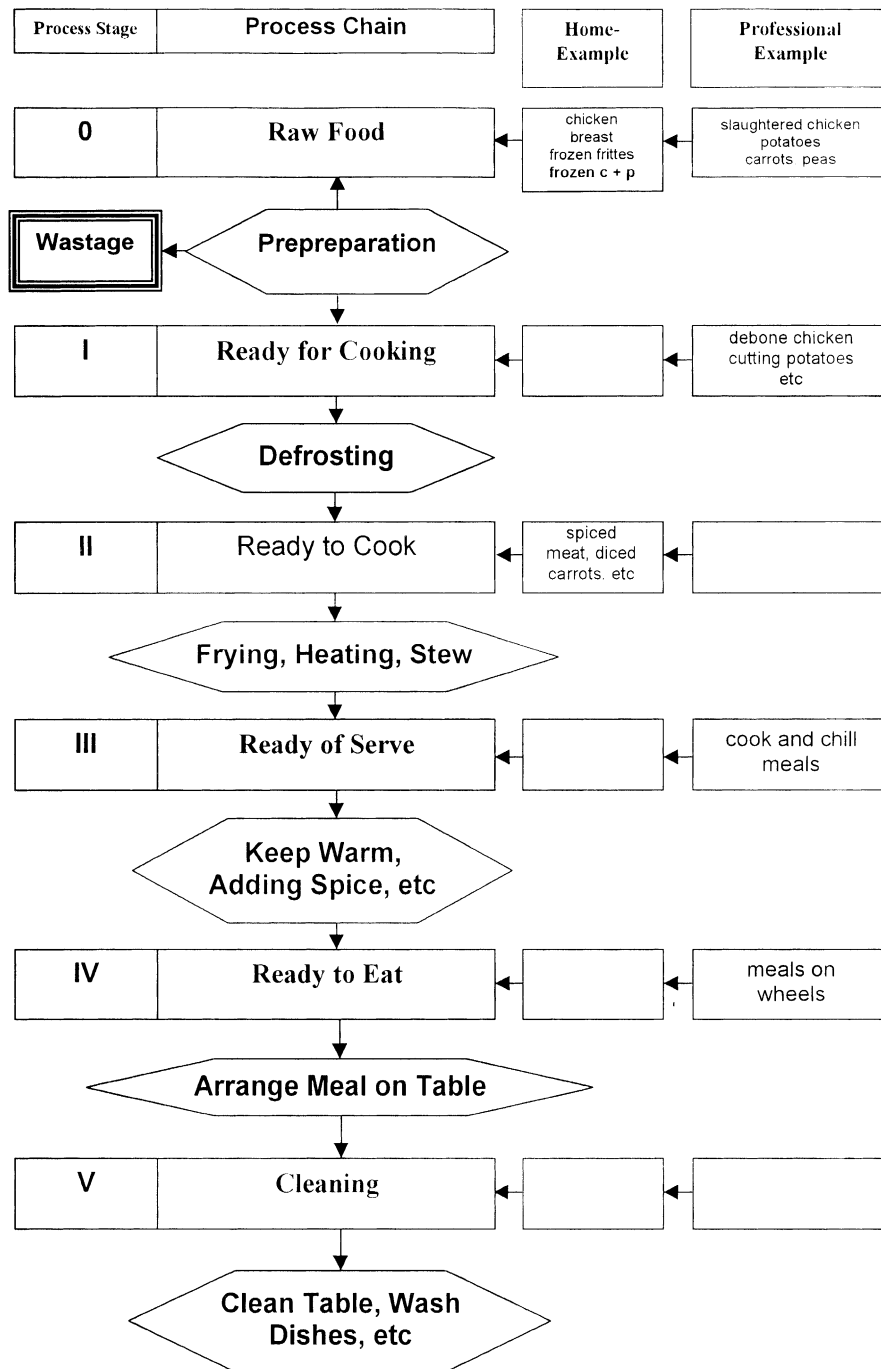 Process Stage
Process Chain
Home-
Example
Professional
Example
0
Raw Food
chicken
breast
frozen frittes
frozen c + p
slaughtered chicken
potatoes
carrots. peas
Wastage
Prepreparation
I
Ready for Cooking
debone chicken
cutting potatoes
etc
Defrosting
II
Ready to Cook
spiced
meat, diced
carrots. etc
Frying, Heating, Stew
III
Ready of Serve
cook and chill
meals
Keep Warm,
Adding Spice, etc
IV
Ready to Eat
meals on
wheels
Arrange Meal on Table
V
Cleaning
Clean Table, Wash
Dishes, etc